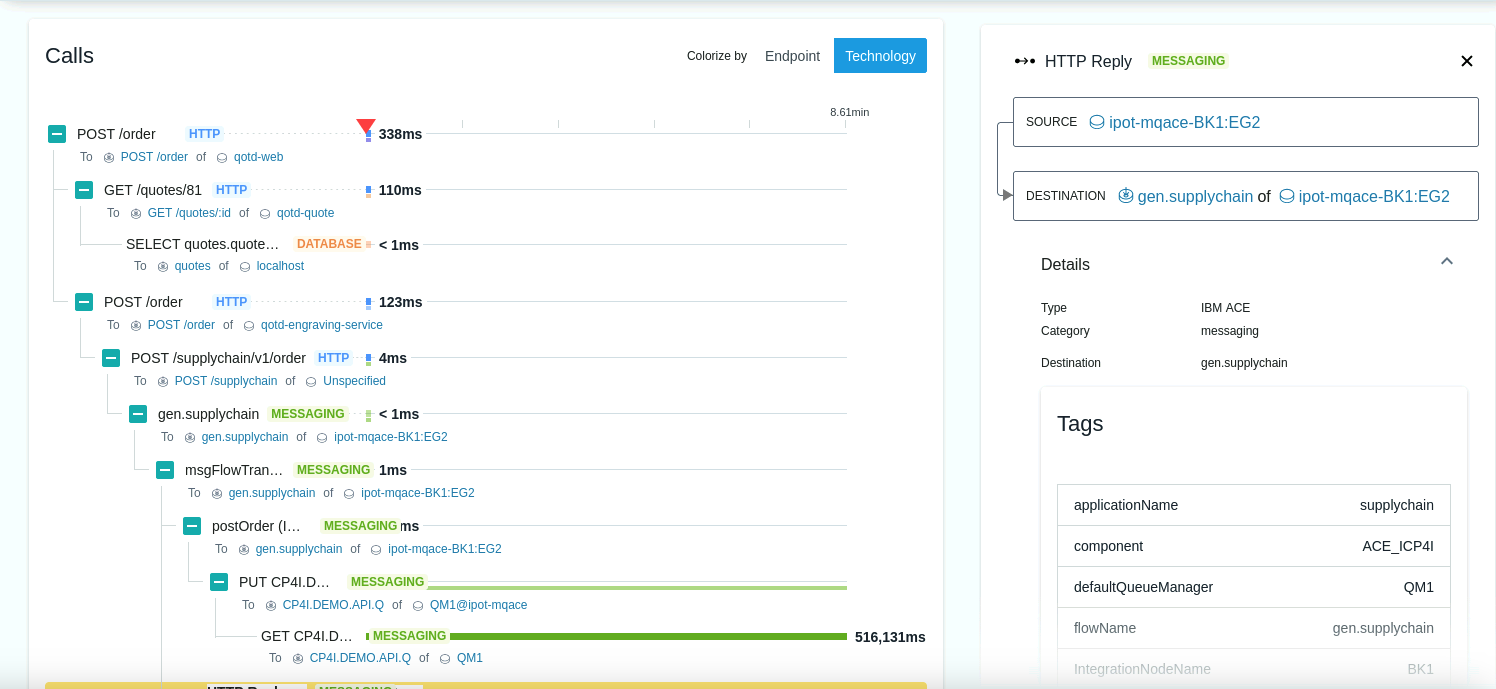 Calls
Colorize by Endpoint Technology
8.61min
POST /order HTTP 338ms
To POST /order of qotd-web
GET /quotes/81 HTTP 110ms
To GET /quotes/:id of qotd-quote
SELECT quotes.quote… DATABASE < 1ms
To quotes of localhost
POST /order HTTP 123ms
To POST /order of qotd-engraving-service
POST /supplychain/v1/order HTTP 4ms
To POST /supplychain of Unspecified
gen.supplychain MESSAGING < 1ms
To gen.supplychain of ipot-mqace-BK1:EG2
msgFlowTran… MESSAGING 1ms
To gen.supplychain of ipot-mqace-BK1:EG2
postOrder (I… MESSAGING ms
To gen.supplychain of ipot-mqace-BK1:EG2
PUT CP4I.D… MESSAGING
To CP4I.DEMO.API.Q of QM1@ipot-mqace
GET CP4I.D… MESSAGING 516,131ms
To CP4I.DEMO.API.Q of QM1
HTTP Reply MESSAGING
HTTP Reply MESSAGING
SOURCE ipot-mqace-BK1:EG2
DESTINATION gen.supplychain of ipot-mqace-BK1:EG2
Details
Type IBM ACE
Category messaging
Destination gen.supplychain
Tags
applicationName supplychain
component ACE_ICP4I
defaultQueueManager QM1
flowName gen.supplychain
IntegrationNodeName BK1